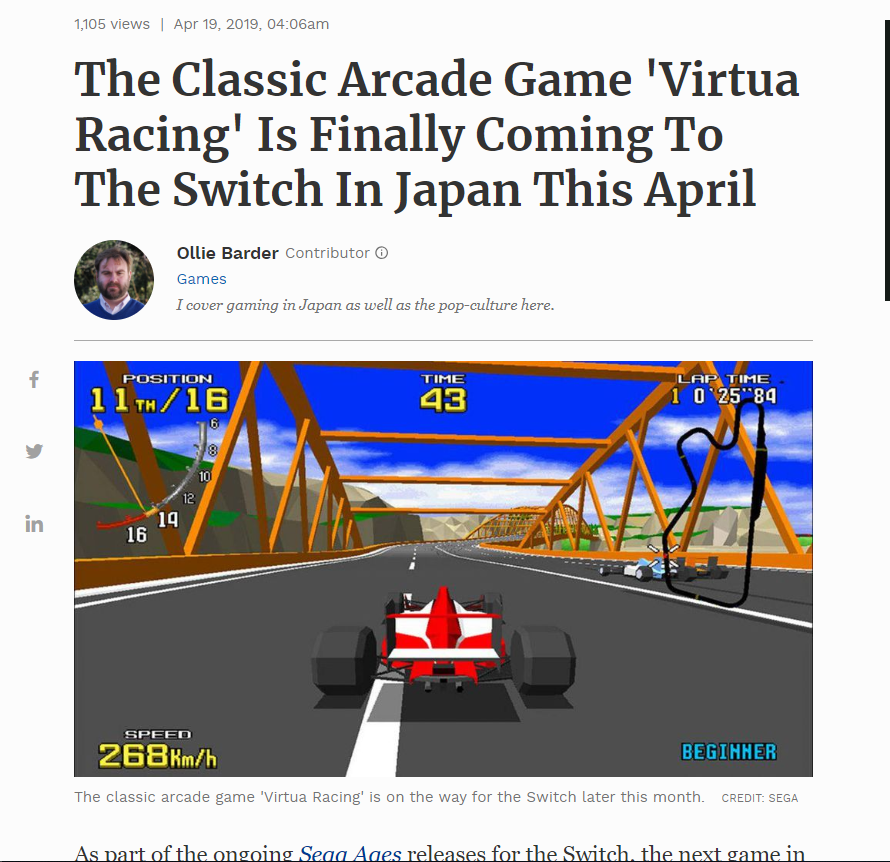 1,105 views | Apr 19, 2019, 04:06am
The Classic Arcade Game 'Virtua
Racing' Is Finally Coming To
The Switch In Japan This April
Ollie Barder Contributor
Games
I cover gaming in Japan as well as the pop-culture here.
POSITION
11TH/16
TIME
43
LAP TIME
1 0'25"84
6
8
10
12
14
16
SPEED
268Km/h
BEGINNER
The classic arcade game 'Virtua Racing' is on the way for the Switch later this month. CREDIT: SEGA
As part of the ongoing Sega Ages releases for the Switch, the next game in